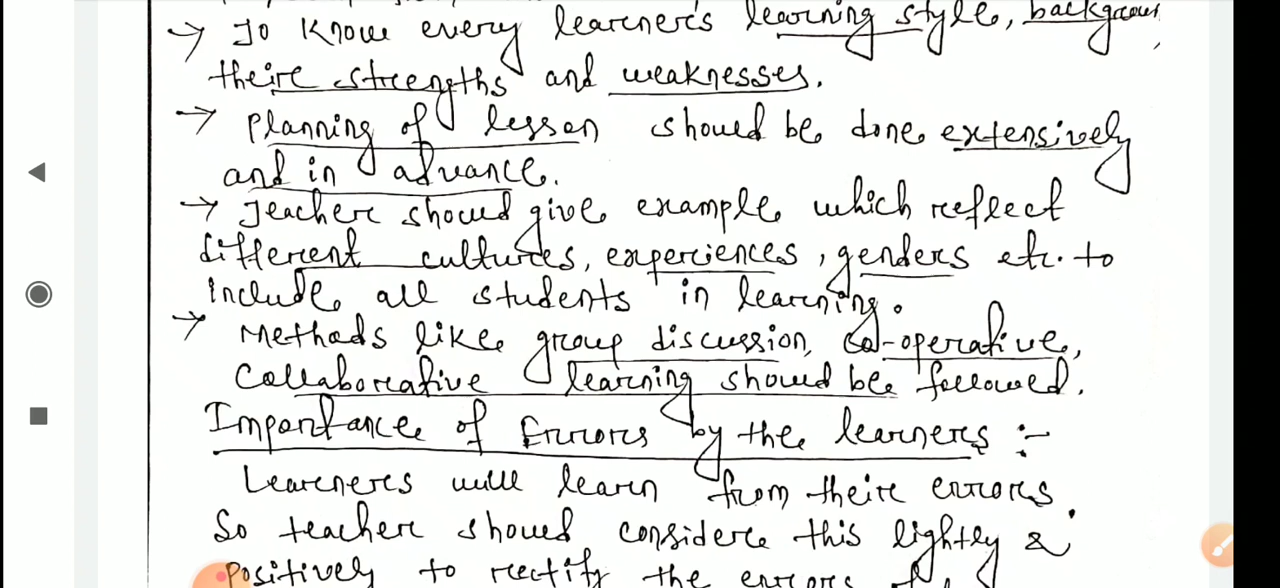 → To know every learner's learning style, backgroun
their strengths and weaknesses.
→ Planning of lesson should be done extensively
and in advance.
→ Teacher should give example which reflect
different cultures, experiences, genders etc. to
include all students in learning.
→ Methods like group discussion, co-operative,
collaborative learning should be followed.
Importance of Errors by the learners :-
Learners will learn from their errors.
So teacher should consider this lightly &
positively to rectify the errors of